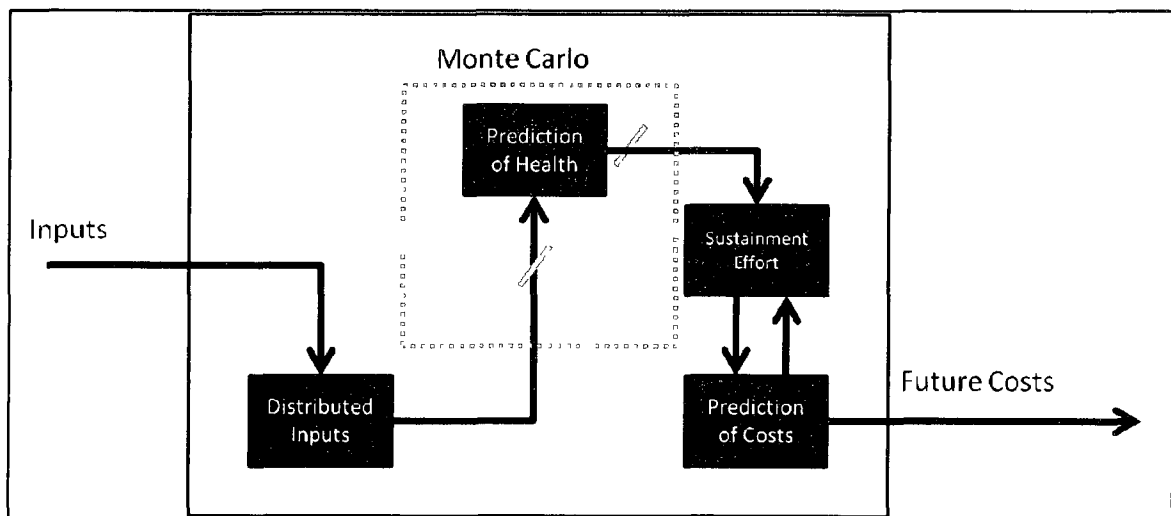 Monte Carlo
Prediction
of Health
Inputs
Sustainment
Effort
Distributed
Inputs
Prediction
of Costs
Future Costs